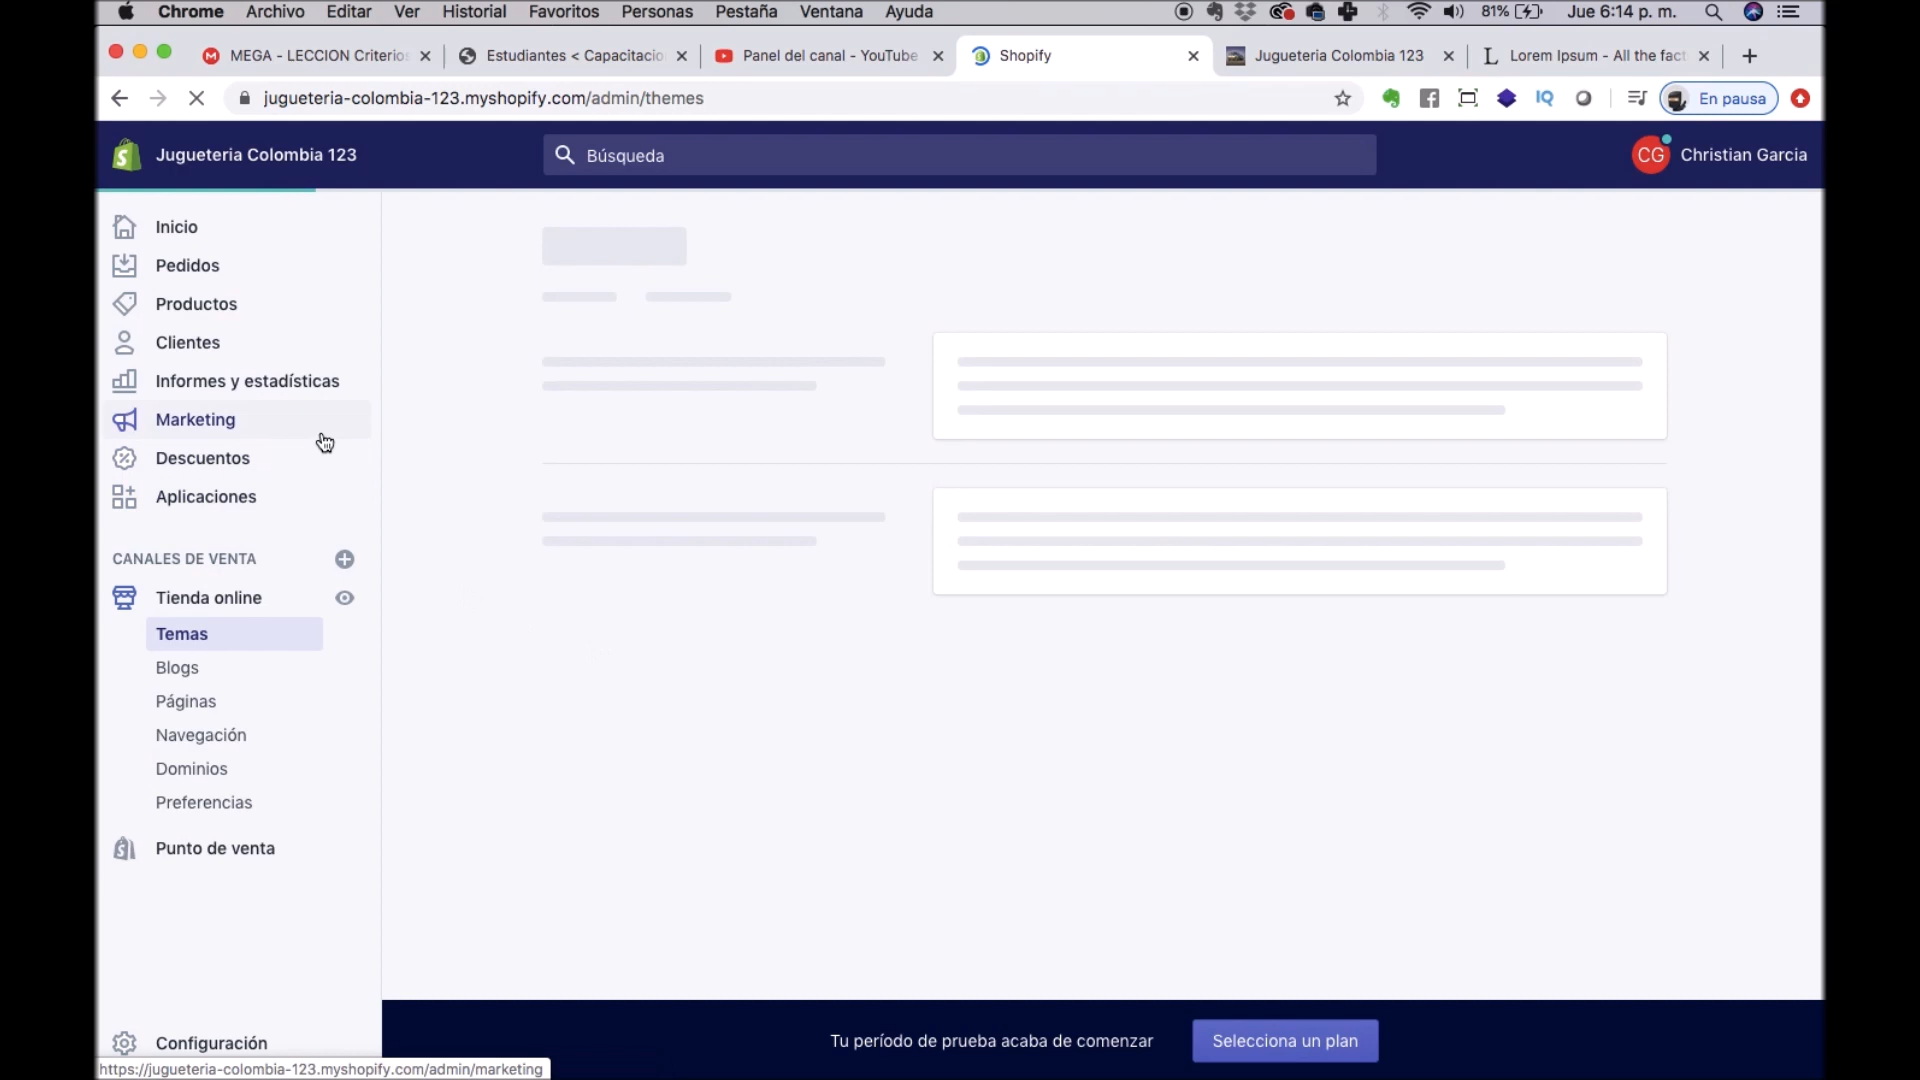 Chrome Archivo Editar Ver Historial Favoritos Personas Pestaña Ventana Ayuda 81% Jue 6:14 p. m.
MEGA - LECCION Criterio Estudiantes < Capacitacio Panel del canal - YouTube Shopify Jugueteria Colombia 123 Lorem Ipsum - All the fact
jugueteria-colombia-123.myshopify.com/admin/themes IQ En pausa
Jugueteria Colombia 123 Búsqueda CG Christian Garcia
Inicio
Pedidos
Productos
Clientes
Informes y estadísticas
Marketing
Descuentos
Aplicaciones
CANALES DE VENTA
Tienda online
Temas
Blogs
Páginas
Navegación
Dominios
Preferencias
Punto de venta
Configuración
Tu período de prueba acaba de comenzar Selecciona un plan
https://jugueteria-colombia-123.myshopify.com/admin/marketing